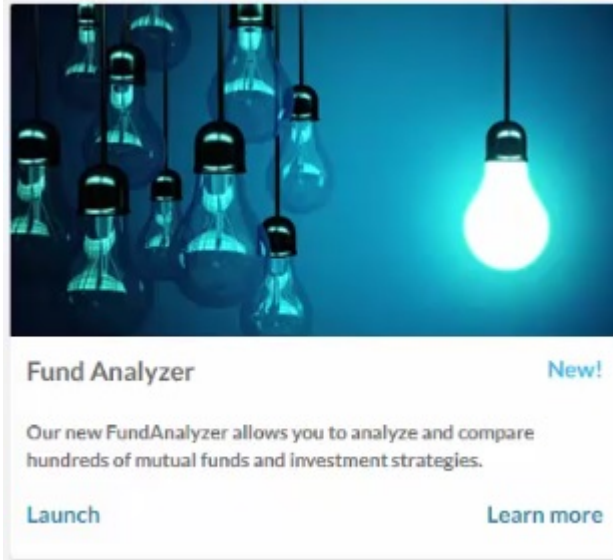 Fund Analyzer
New!
Our new FundAnalyzer allows you to analyze and compare
hundreds of mutual funds and investment strategies.
Launch
Learn more